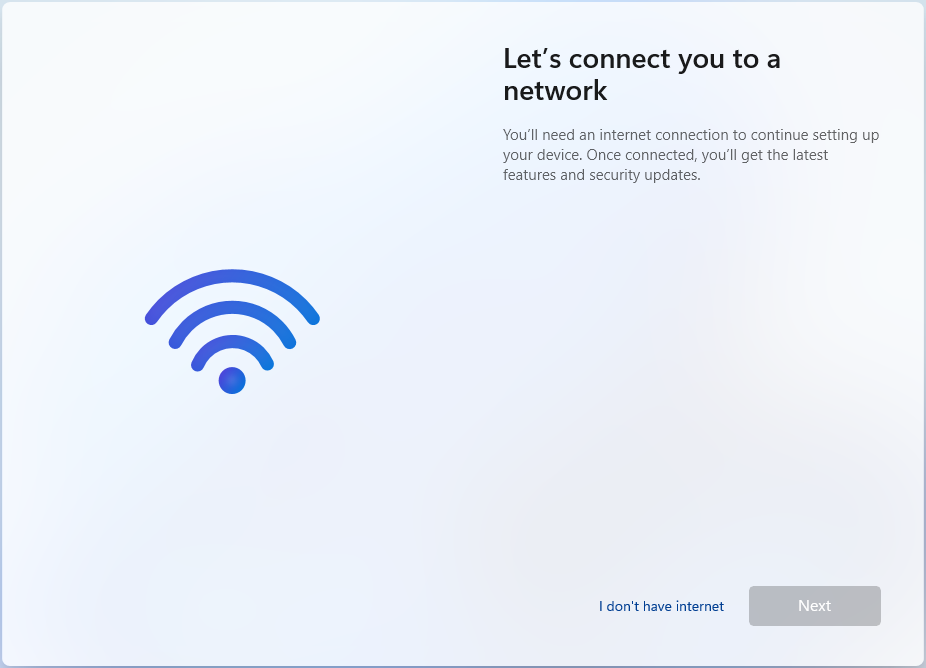 Let’s connect you to a
network
You’ll need an internet connection to continue setting up
your device. Once connected, you’ll get the latest
features and security updates.
I don't have internet
Next